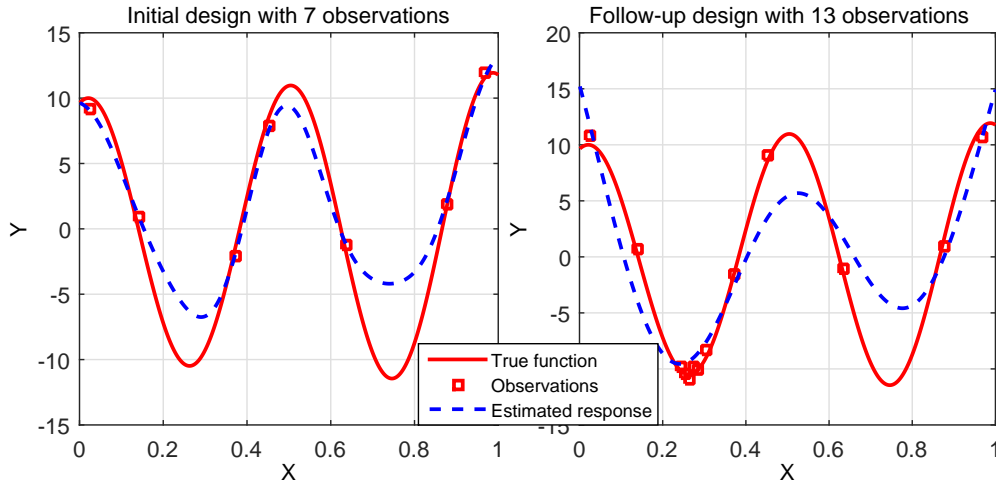 Initial design with 7 observations
15
10
5
0
-5
-10
-15
Y
0
0.2
0.4
0.6
0.8
1
X
Follow-up design with 13 observations
20
15
10
5
0
-5
-15
Y
0
0.2
0.4
0.6
0.8
1
X
True function
Observations
Estimated response